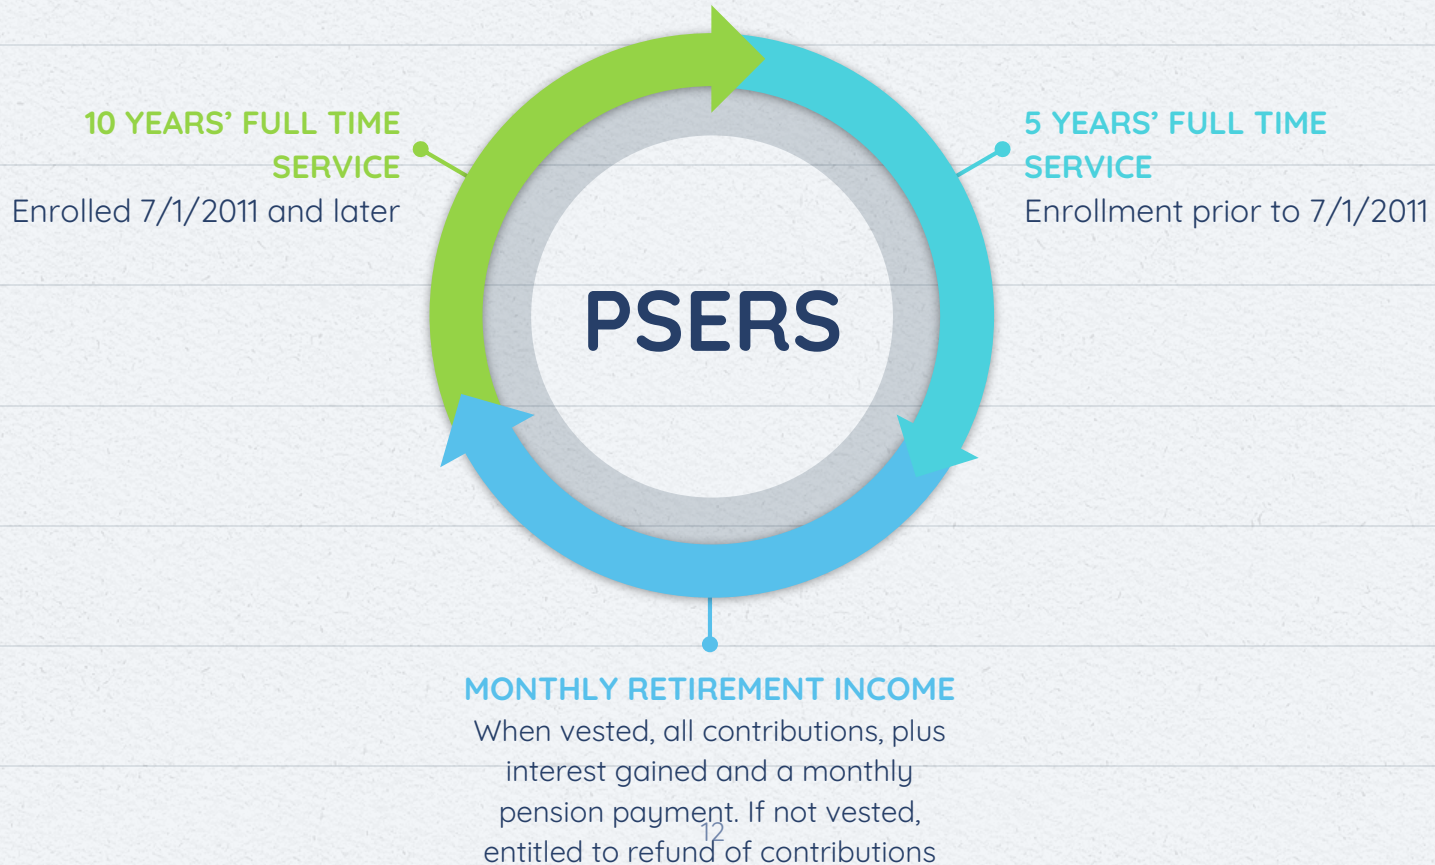 10 YEARS’ FULL TIME
SERVICE
Enrolled 7/1/2011 and later
5 YEARS’ FULL TIME
SERVICE
Enrollment prior to 7/1/2011
PSERS
MONTHLY RETIREMENT INCOME
When vested, all contributions, plus
interest gained and a monthly
pension payment. If not vested,
entitled to refund of contributions
12